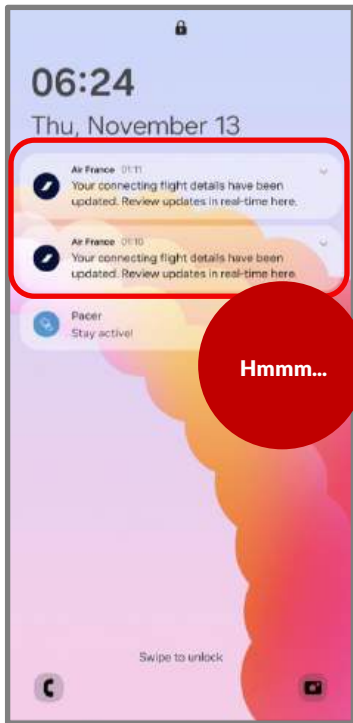 06:24
Thu, November 13
Air France 01:11
Your connecting flight details have been
updated. Review updates in real-time here.
Air France 01:10
Your connecting flight details have been
updated. Review updates in real-time here.
Pacer
Stay active!
Hmmm...
Swipe to unlock